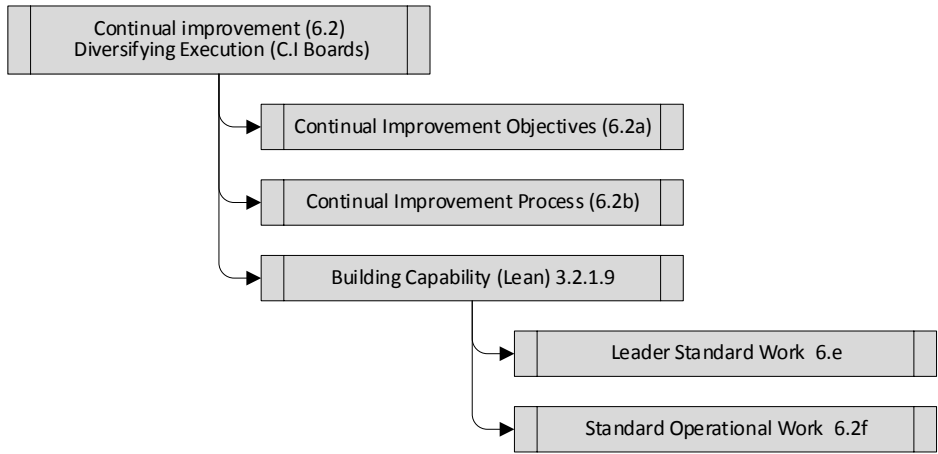 Continual improvement (6.2)
Diversifying Execution (C.I Boards)
Continual Improvement Objectives (6.2a)
Continual Improvement Process (6.2b)
Building Capability (Lean) 3.2.1.9
Leader Standard Work  6.e
Standard Operational Work  6.2f